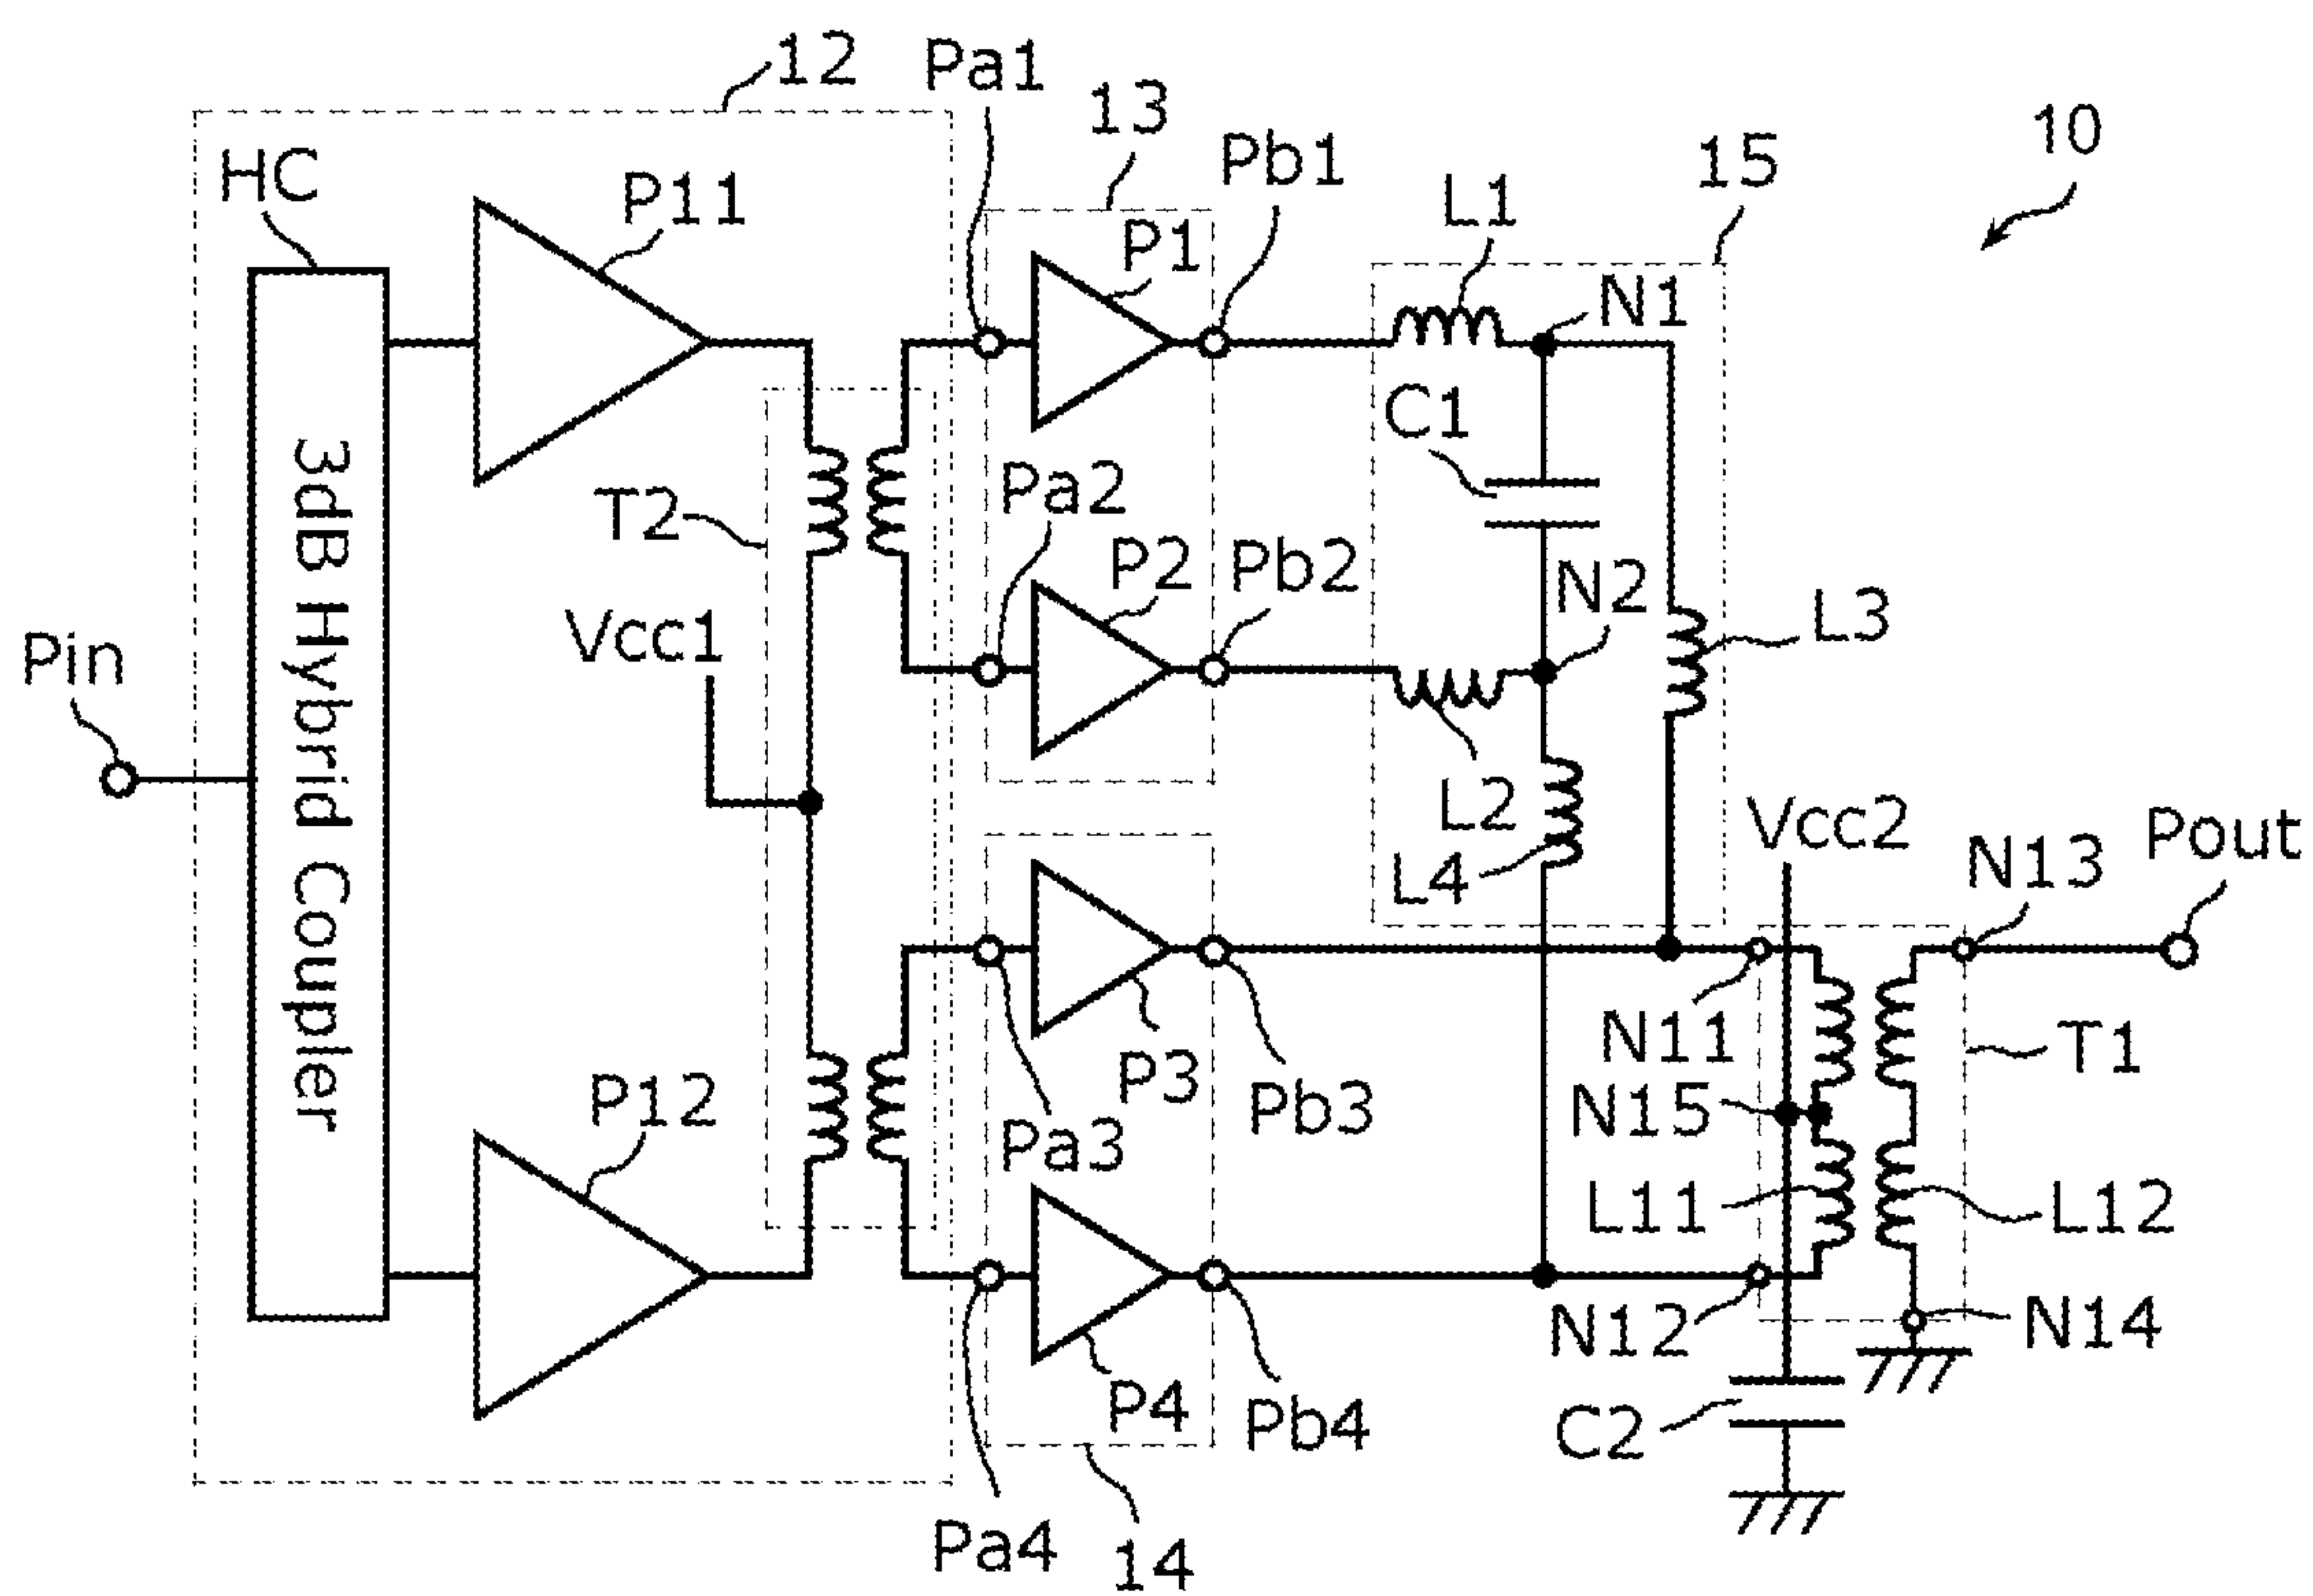 12
Pa1
13
10
HC
P11
Pb1
L1
15
P1
N1
C1
T2
Pa2
P2
Pb2
N2
L3
Vcc1
Pin
3dB Hybrid Coupler
L2
Vcc2
L4
N13
Pout
P12
P3
Pb3
N11
T1
Pa3
N15
L11
L12
N12
N14
P4
Pb4
C2
Pa4
14